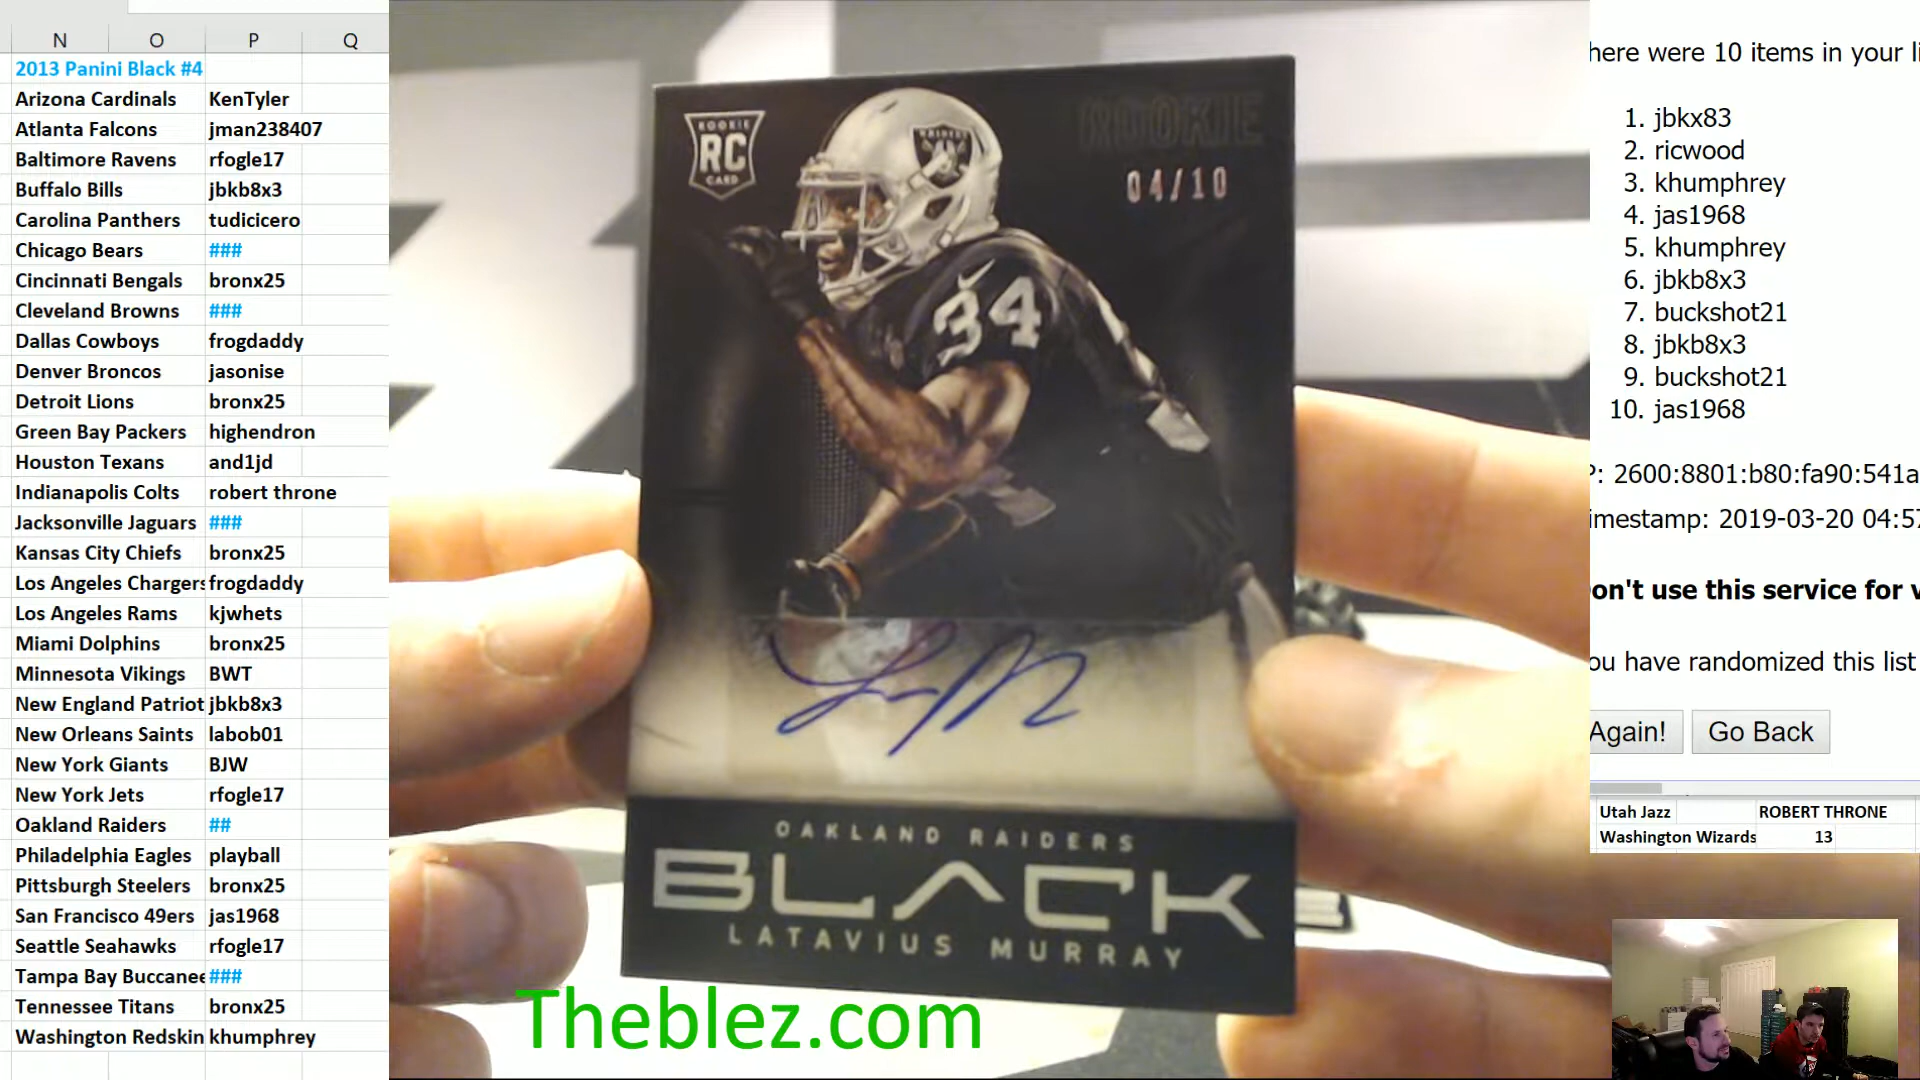 N O P Q
2013 Panini Black #4
Arizona Cardinals KenTyler
Atlanta Falcons jman238407
Baltimore Ravens rfogle17
Buffalo Bills jbkb8x3
Carolina Panthers tudicicero
Chicago Bears ###
Cincinnati Bengals bronx25
Cleveland Browns ###
Dallas Cowboys frogdaddy
Denver Broncos jasonise
Detroit Lions bronx25
Green Bay Packers highendron
Houston Texans and1jd
Indianapolis Colts robert throne
Jacksonville Jaguars ###
Kansas City Chiefs bronx25
Los Angeles Chargers frogdaddy
Los Angeles Rams kjwhets
Miami Dolphins bronx25
Minnesota Vikings BWT
New England Patriot jbkb8x3
New Orleans Saints labob01
New York Giants BJW
New York Jets rfogle17
Oakland Raiders ##
Philadelphia Eagles playball
Pittsburgh Steelers bronx25
San Francisco 49ers jas1968
Seattle Seahawks rfogle17
Tampa Bay Buccanee ###
Tennessee Titans bronx25
Washington Redskin khumphrey
ROOKIE
RC
CARD
RAIDERS
ROOKIE
04/10
34
OAKLAND RAIDERS
BLACK
LATAVIUS MURRAY
Theblez.com
here were 10 items in your li
1. jbkx83
2. ricwood
3. khumphrey
4. jas1968
5. khumphrey
6. jbkb8x3
7. buckshot21
8. jbkb8x3
9. buckshot21
10. jas1968
P: 2600:8801:b80:fa90:541a
imestamp: 2019-03-20 04:57
on't use this service for v
ou have randomized this list
Again! Go Back
Utah Jazz ROBERT THRONE
Washington Wizards 13